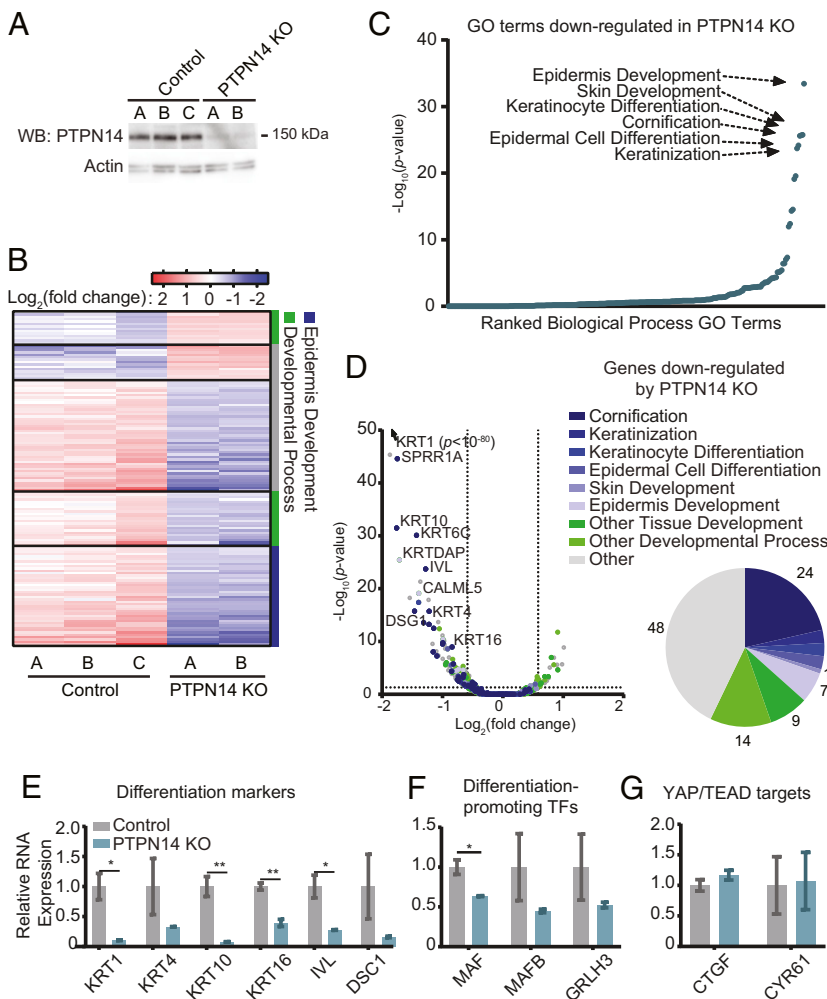 A
Control
PTPN14 KO
A B C A B
WB: PTPN14
150 kDa
Actin
B
Log2(fold change):
2 1 0 -1 -2
Epidermis Development
Developmental Process
A B C A B
Control PTPN14 KO
C
GO terms down-regulated in PTPN14 KO
-Log10(p-value)
-40
30
20
10
0
Epidermis Development
Skin Development
Keratinocyte Differentiation
Cornification
Epidermal Cell Differentiation
Keratinization
Ranked Biological Process GO Terms
D
-Log10(p-value)
50
40
30
20
10
0
KRT1 (p<10-80)
SPRR1A
KRT10
KRT6C
KRTDAP
IVL
CALML5
DSG1
KRT4
KRT16
-2 -1 0 1 2
Log2(fold change)
Genes down-regulated
by PTPN14 KO
Cornification
Keratinization
Keratinocyte Differentiation
Epidermal Cell Differentiation
Skin Development
Epidermis Development
Other Tissue Development
Other Developmental Process
Other
24
7
9
14
48
E
Differentiation markers
Relative RNA
Expression
2.0
1.5
1.0
0.5
0
Control
PTPN14 KO
* ** ** *
KRT1 KRT4 KRT10 KRT16 IVL DSC1
F
Differentiation-
promoting TFs
1.5
1.0
0.5
0
*
MAF MAFB GRLH3
G
YAP/TEAD targets
2.0
1.5
1.0
0.5
0
CTGF CYR61